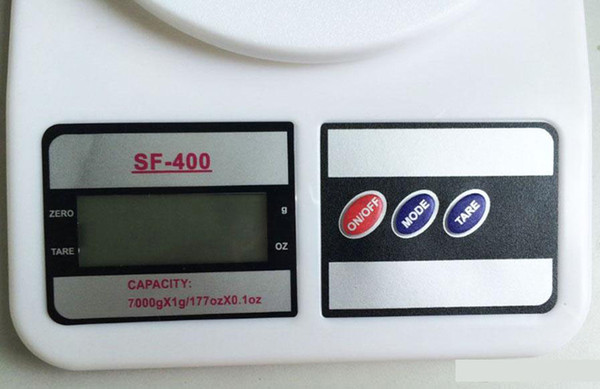 SF-400
ZERO
g
TARE
OZ
CAPACITY:
7000gX1g/177ozX0.1oz
ON/OFF
MODE
TARE